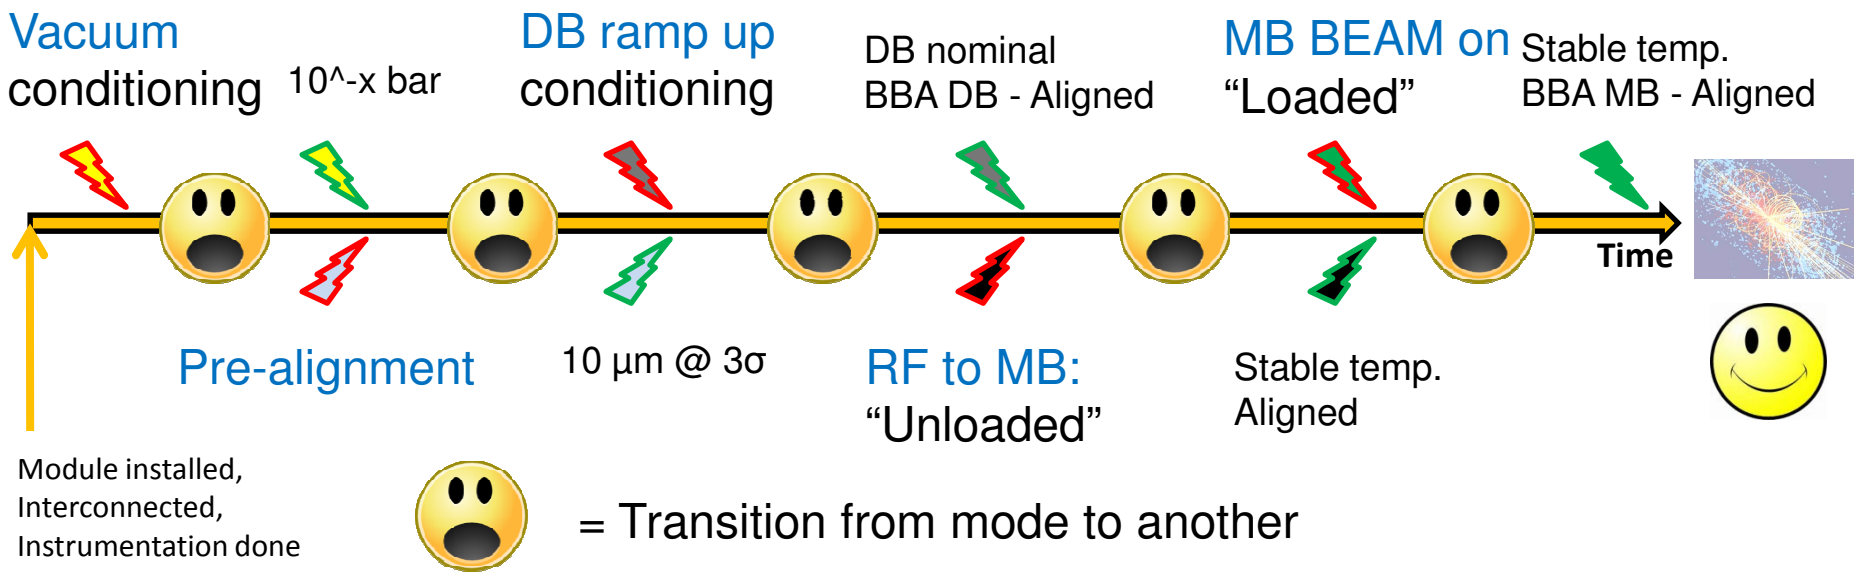 Vacuum
conditioning
10^-x bar
DB ramp up
conditioning
DB nominal
BBA DB - Aligned
MB BEAM on
“Loaded”
Stable temp.
BBA MB - Aligned
Time
Pre-alignment
10 µm @ 3σ
RF to MB:
“Unloaded”
Stable temp.
Aligned
Module installed,
Interconnected,
Instrumentation done
= Transition from mode to another